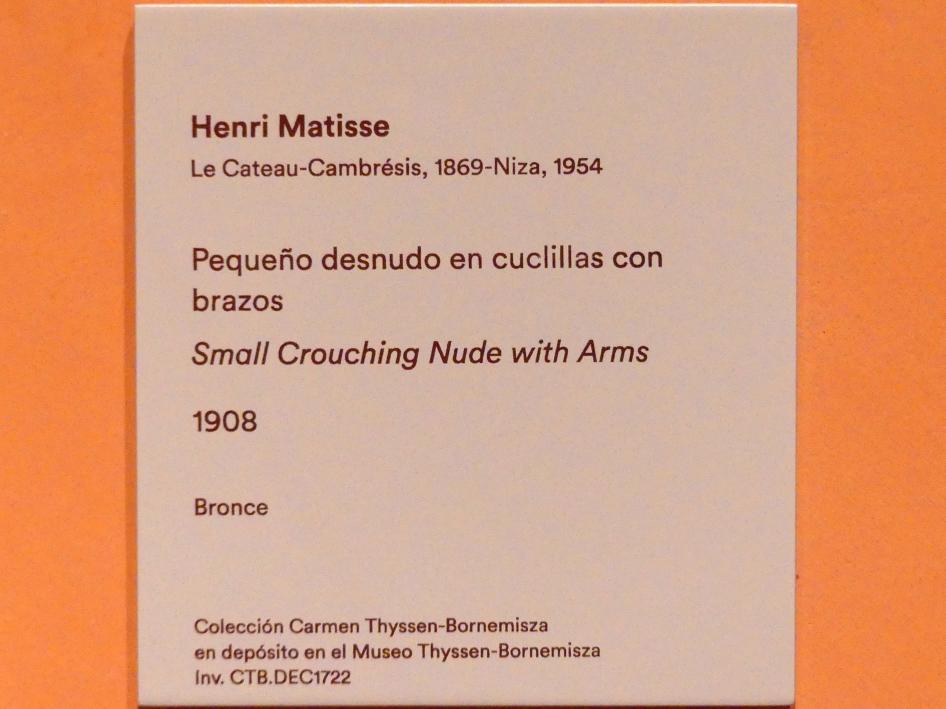 Henri Matisse
Le Cateau-Cambrésis, 1869-Niza, 1954
Pequeño desnudo en cuclillas con
brazos
Small Crouching Nude with Arms
1908
Bronce
Colección Carmen Thyssen-Bornemisza
en depósito en el Museo Thyssen-Bornemisza
Inv. CTB.DEC1722